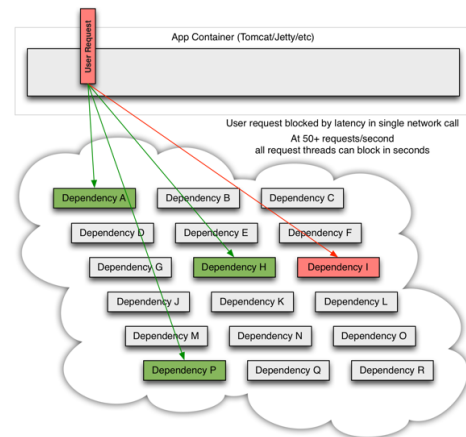 User Request
App Container (Tomcat/Jetty/etc)
User request blocked by latency in single network call
At 50+ requests/second
all request threads can block in seconds
Dependency A
Dependency B
Dependency C
Dependency D
Dependency E
Dependency F
Dependency G
Dependency H
Dependency I
Dependency J
Dependency K
Dependency L
Dependency M
Dependency N
Dependency O
Dependency P
Dependency Q
Dependency R